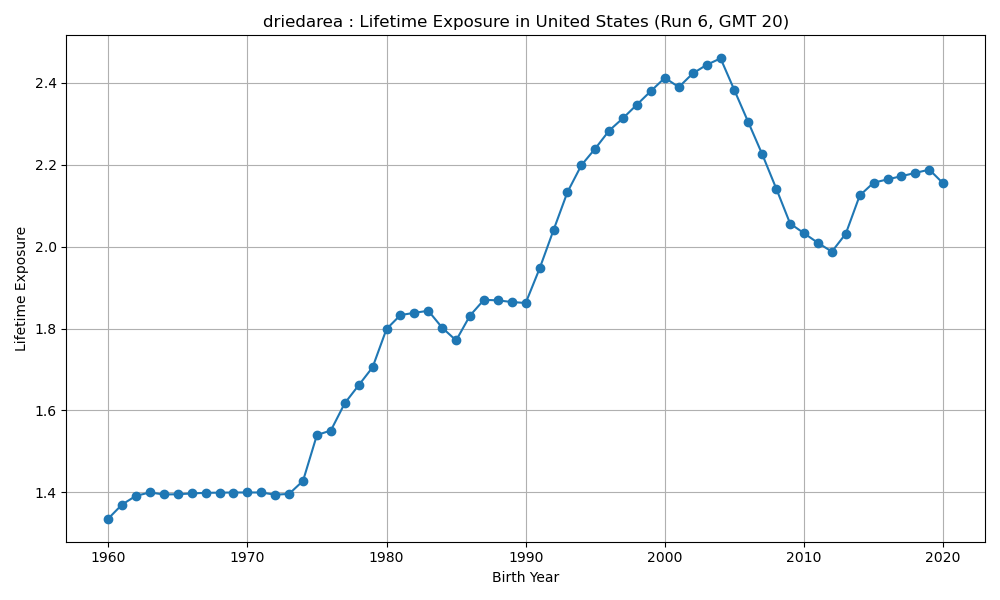 driedarea : Lifetime Exposure in United States (Run 6, GMT 20)
Lifetime Exposure
2.4
2.2
2.0
1.8
1.6
1.4
1960 1970 1980 1990 2000 2010 2020
Birth Year